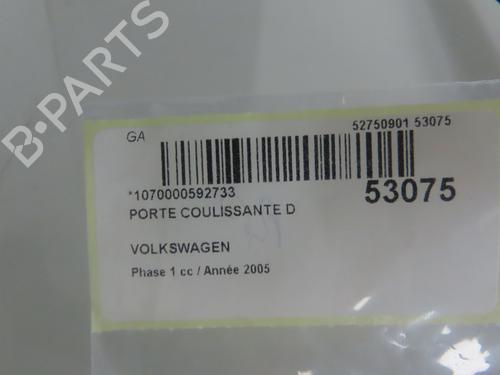 B-PARTS
GA
52750901 53075
*1070000592733
53075
PORTE COULISSANTE D
VOLKSWAGEN
Phase 1 cc / Année 2005